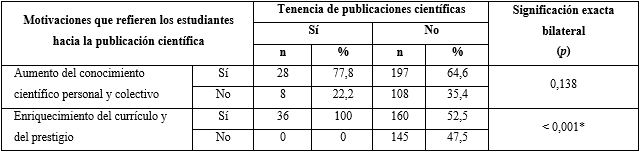 Motivaciones que refieren los estudiantes hacia la publicación científica
Tenencia de publicaciones científicas
Significación exacta bilateral (p)
Sí No
n % n %
Aumento del conocimiento científico personal y colectivo
Sí 28 77,8 197 64,6
No 8 22,2 108 35,4
0,138
Enriquecimiento del currículo y del prestigio
Sí 36 100 160 52,5
No 0 0 145 47,5
< 0,001*